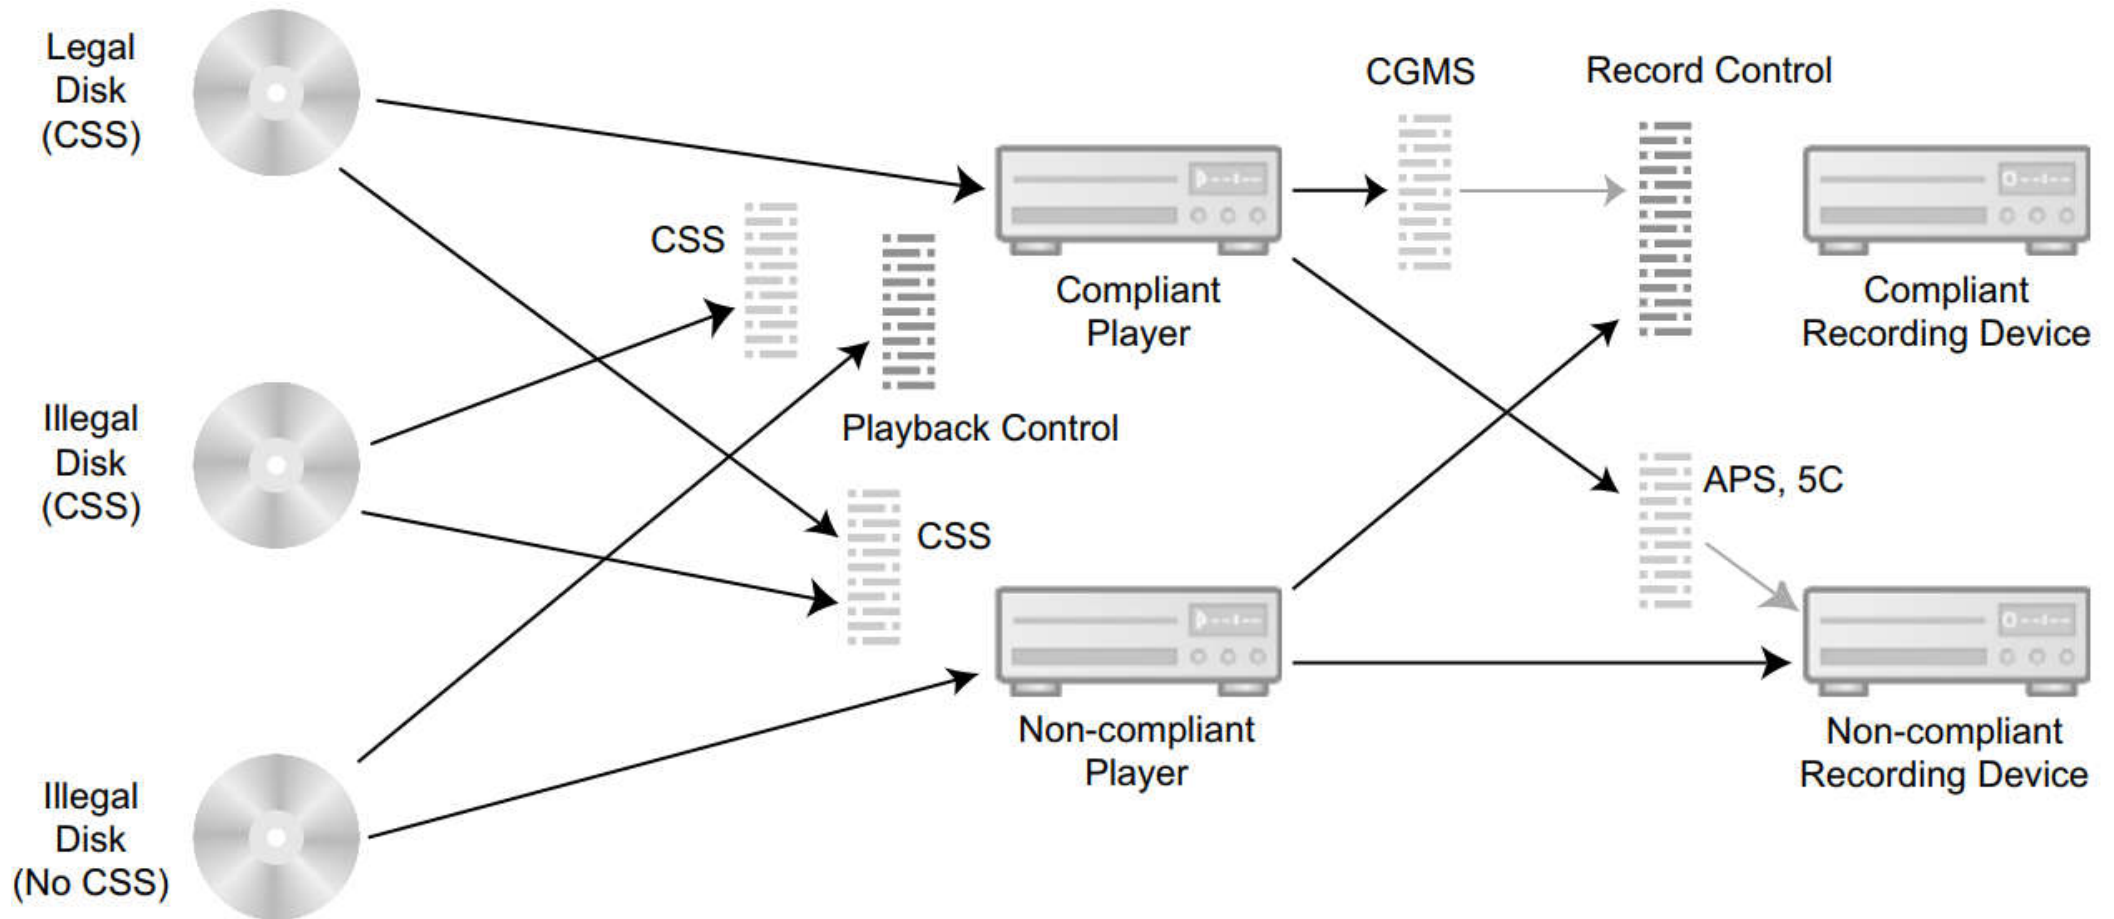 Legal
Disk
(CSS)
CGMS
Record Control
CSS
Compliant
Player
Compliant
Recording Device
Illegal
Disk
(CSS)
Playback Control
APS, 5C
CSS
Non-compliant
Player
Non-compliant
Recording Device
Illegal
Disk
(No CSS)